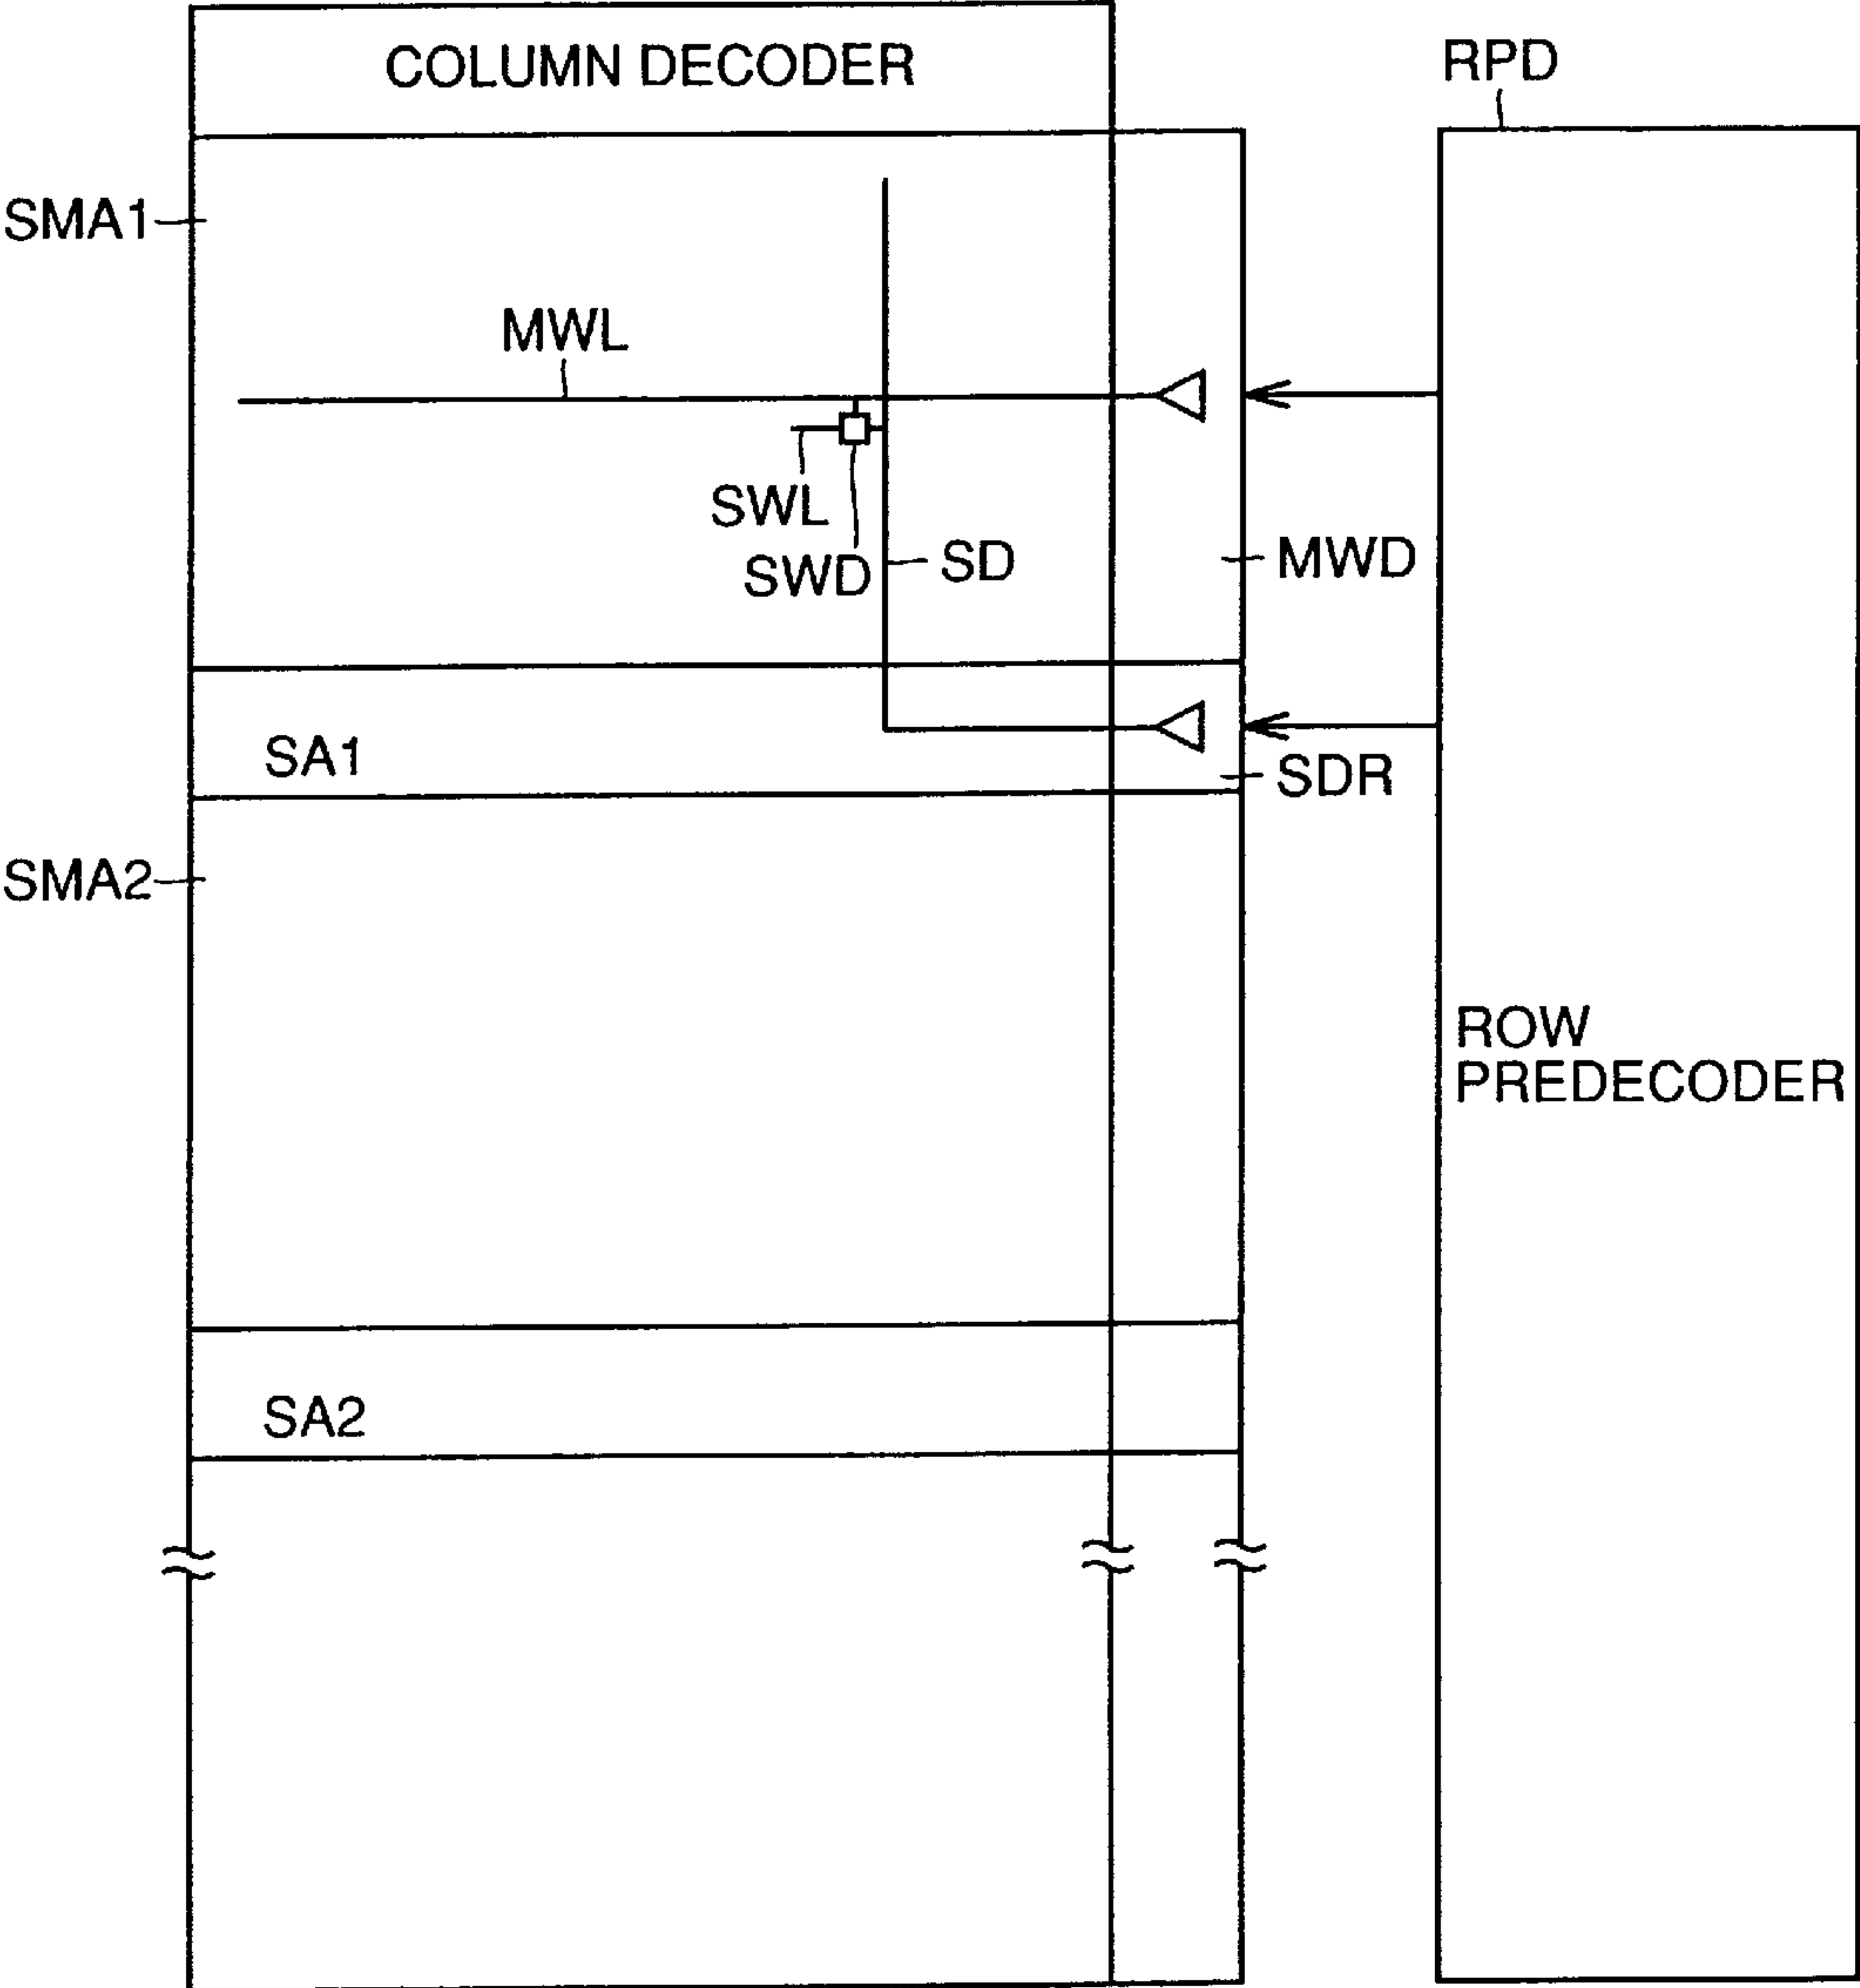 COLUMN DECODER
RPD
SMA1
MWL
SWL
SWD
SD
MWD
SA1
SDR
SMA2
ROW
PREDECODER
SA2